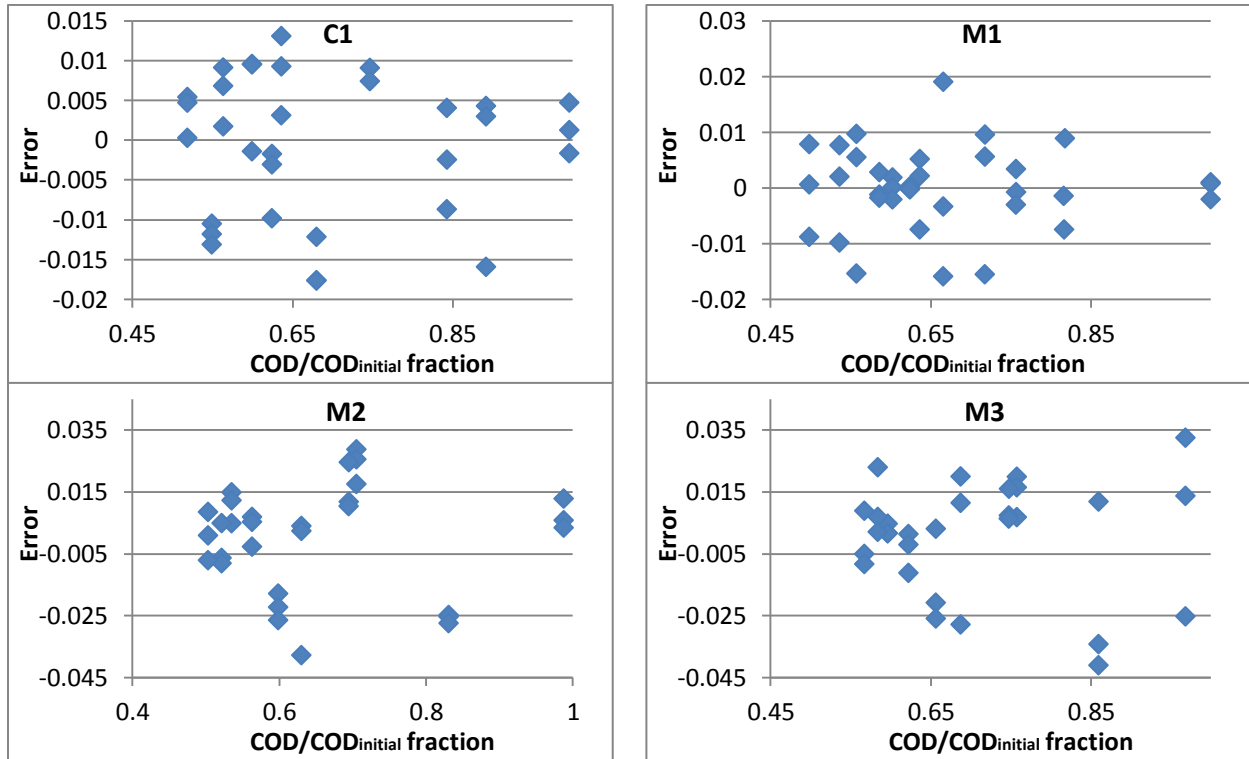 C1
0.015
0.01
0.005
0
-0.005
-0.01
-0.015
-0.02
Error
0.45 0.65 0.85
COD/CODinitial fraction
M1
0.03
0.02
0.01
0
-0.01
-0.02
Error
0.45 0.65 0.85
COD/CODinitial fraction
M2
0.035
0.015
-0.005
-0.025
-0.045
Error
0.4 0.6 0.8 1
COD/CODinitial fraction
M3
0.035
0.015
-0.005
-0.025
-0.045
Error
0.45 0.65 0.85
COD/CODinitial fraction